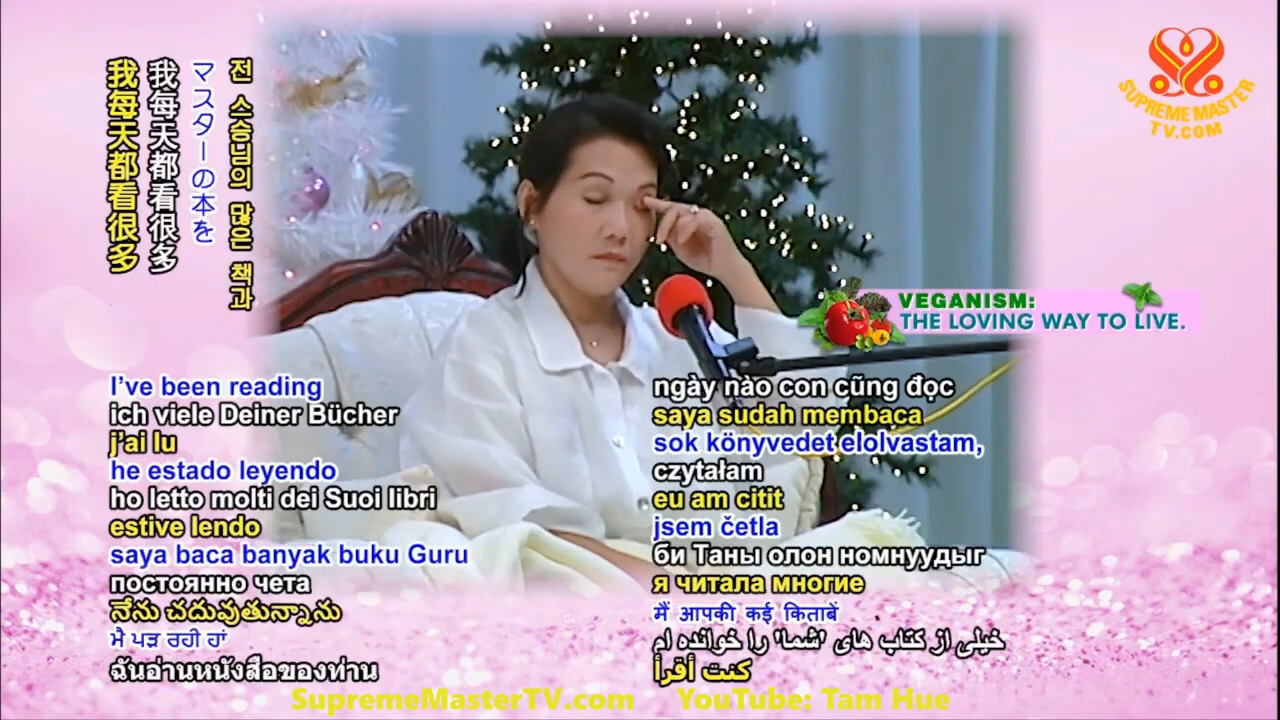 전 스승님의 많은 책과
マスターの本を
我每天都看很多
我每天都看很多
SUPREME MASTER
TV.COM
VEGANISM:
THE LOVING WAY TO LIVE.
I've been reading
ich viele Deiner Bücher
j'ai lu
he estado leyendo
ho letto molti dei Suoi libri
estive lendo
saya baca banyak buku Guru
постоянно чета
నేను చదువుతున్నాను
ਮੈ ਪੜ ਰਹੀ ਹਾਂ
ฉันอ่านหนังสือของท่าน
ngày nào con cũng đọc
saya sudah membaca
sok könyvedet elolvastam,
czytałam
eu am citit
jsem četla
би Таны олон номнуудыг
я читала многие
मैं आपकी कई किताबें
خیلی از کتاب های 'شما' را خوانده ام
كنت أقرأ
SupremeMasterTV.com YouTube: Tam Hue